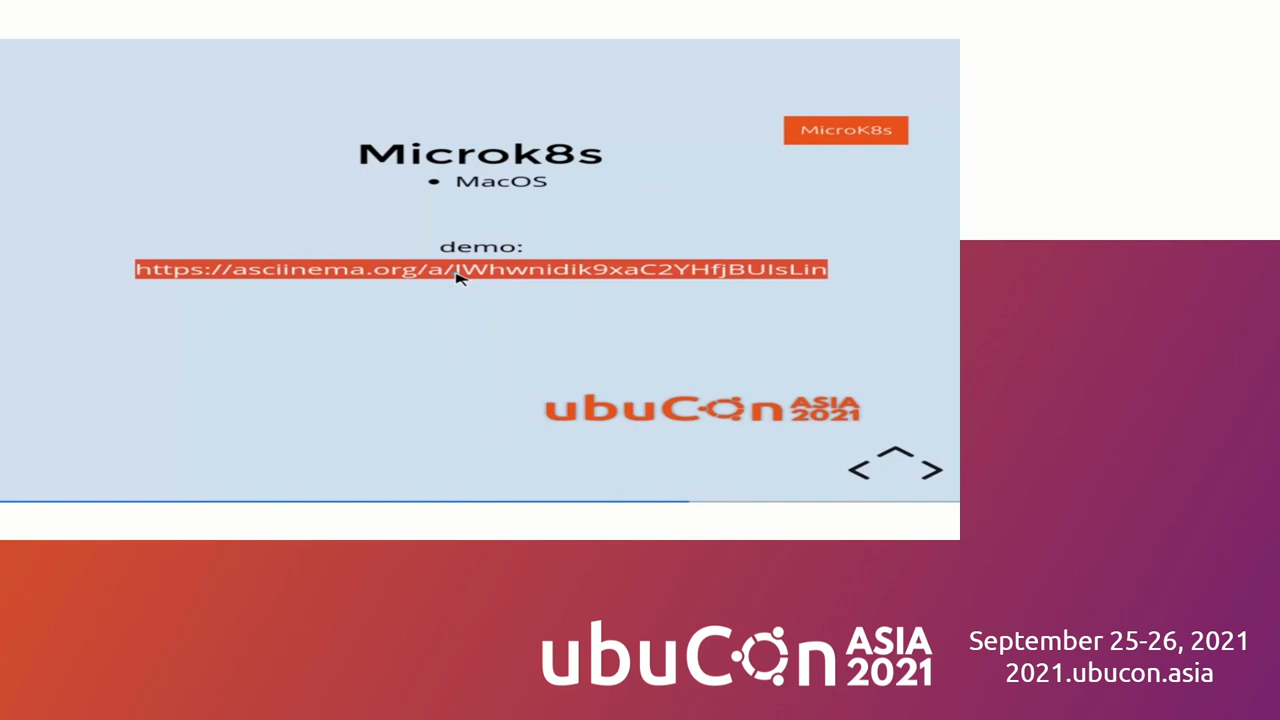 MicroK8s
Microk8s
• MacOS
demo:
https://asciinema.org/a/JWhwnidik9xaC2YHfjBUIsLin
ubuCon ASIA 2021
< ^ >
ubuCon ASIA 2021
September 25-26, 2021
2021.ubucon.asia